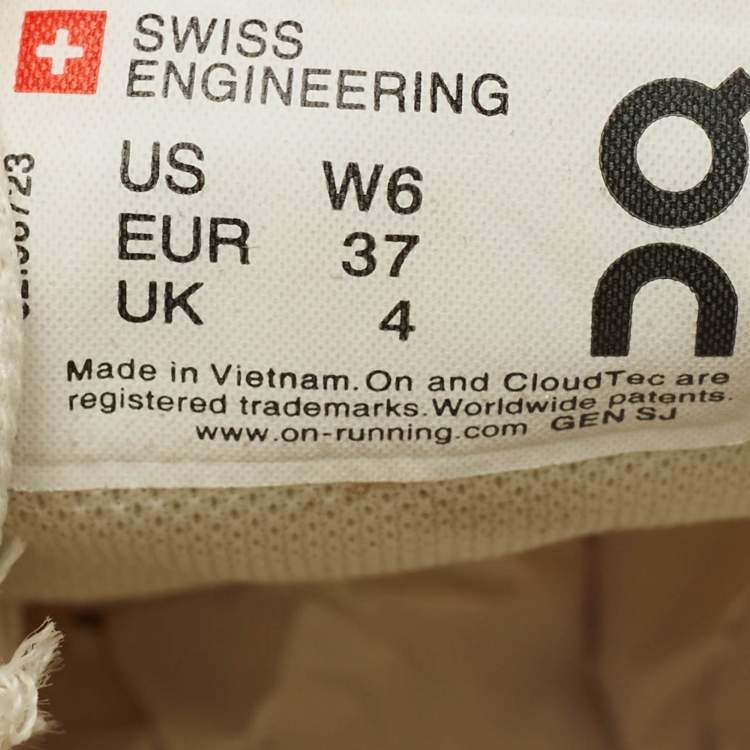 SWISS
ENGINEERING
US W6
EUR 37
UK 4
Made in Vietnam. On and CloudTec are
registered trademarks. Worldwide patents.
www.on-running.com GEN SJ
On